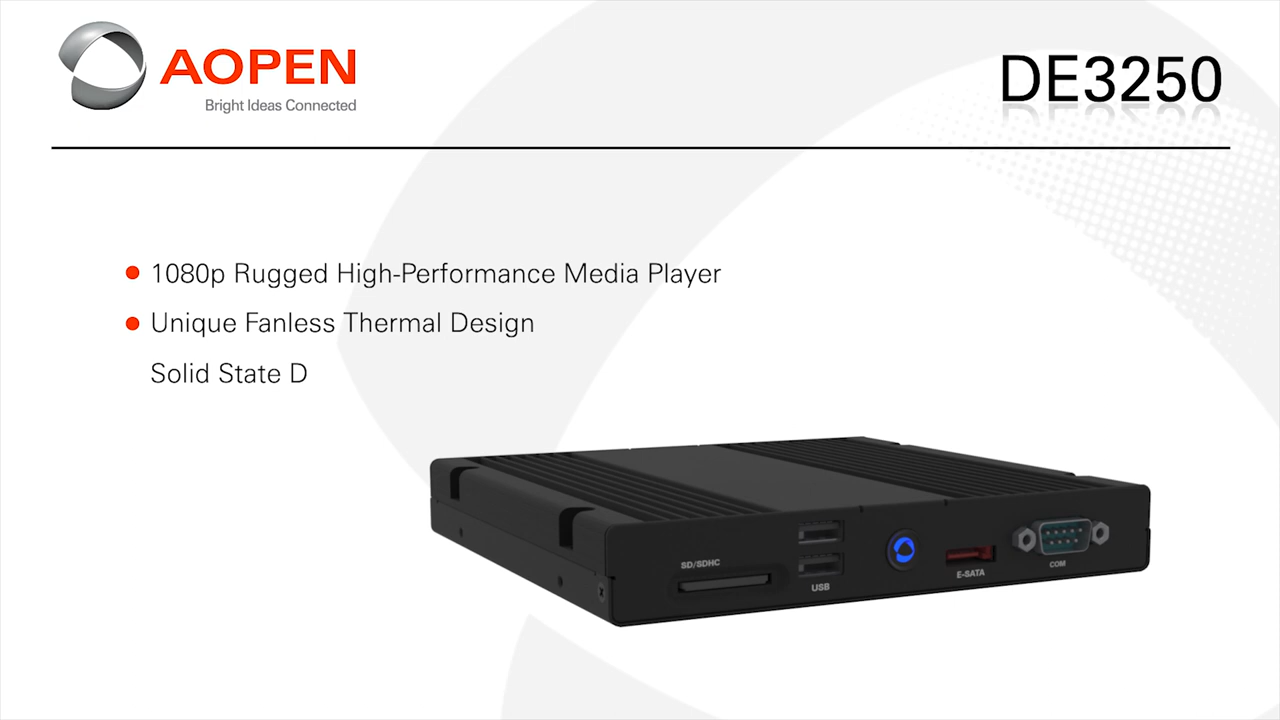 AOPEN
Bright Ideas Connected
DE3250
1080p Rugged High-Performance Media Player
Unique Fanless Thermal Design
Solid State D
SD/SDHC
USB
E-SATA
COM